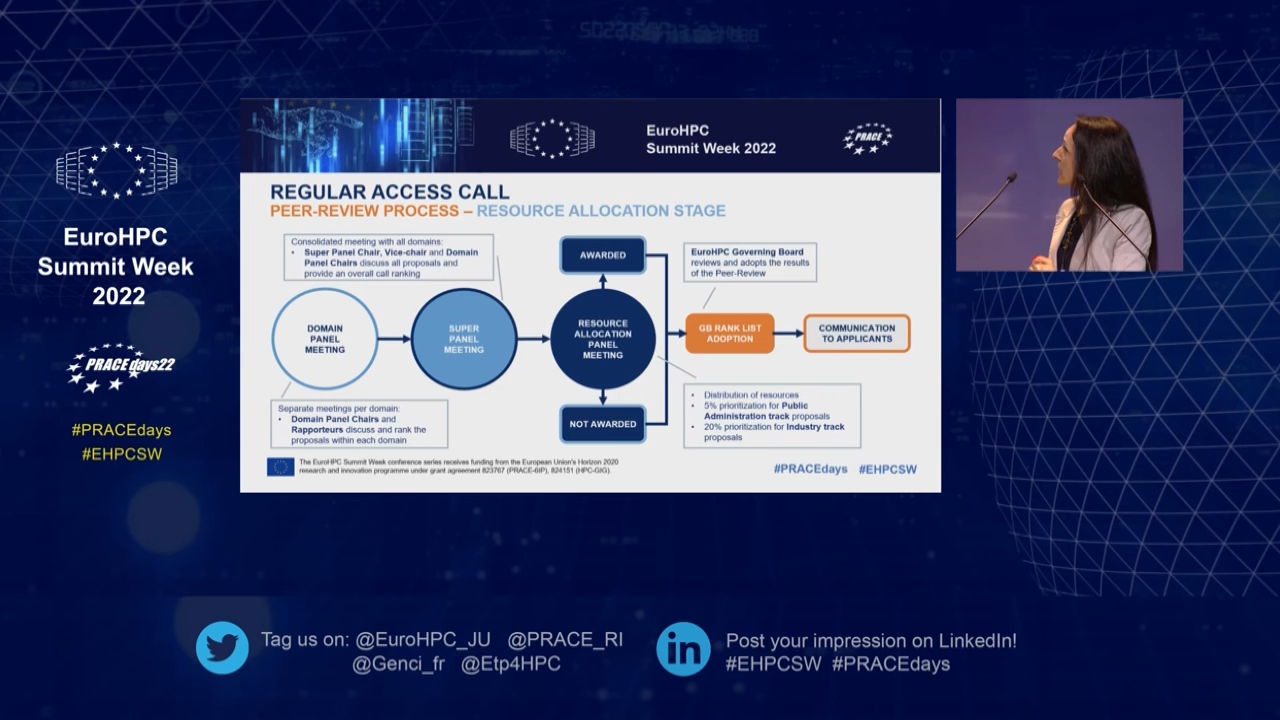 EuroHPC
Summit Week
2022
PRACEdays22
#PRACEdays
#EHPCSW
EuroHPC
Summit Week 2022
PRACE
REGULAR ACCESS CALL
PEER-REVIEW PROCESS – RESOURCE ALLOCATION STAGE
Consolidated meeting with all domains:
• Super Panel Chair, Vice-chair and Domain
Panel Chairs discuss all proposals and
provide an overall call ranking
AWARDED
EuroHPC Governing Board
reviews and adopts the results
of the Peer-Review
DOMAIN
PANEL
MEETING
SUPER
PANEL
MEETING
RESOURCE
ALLOCATION
PANEL
MEETING
GB RANK LIST
ADOPTION
COMMUNICATION
TO APPLICANTS
Separate meetings per domain:
• Domain Panel Chairs and
Rapporteurs discuss and rank the
proposals within each domain
NOT AWARDED
• Distribution of resources
• 5% prioritization for Public
Administration track proposals
• 20% prioritization for Industry track
proposals
The EuroHPC Summit Week conference series receives funding from the European Union's Horizon 2020
research and innovation programme under grant agreement 823767 (PRACE-6IP), 824151 (HPC-GIG)
#PRACEdays #EHPCSW
Tag us on: @EuroHPC_JU @PRACE_RI
@Genci_fr @Etp4HPC
in
Post your impression on LinkedIn!
#EHPCSW #PRACEdays